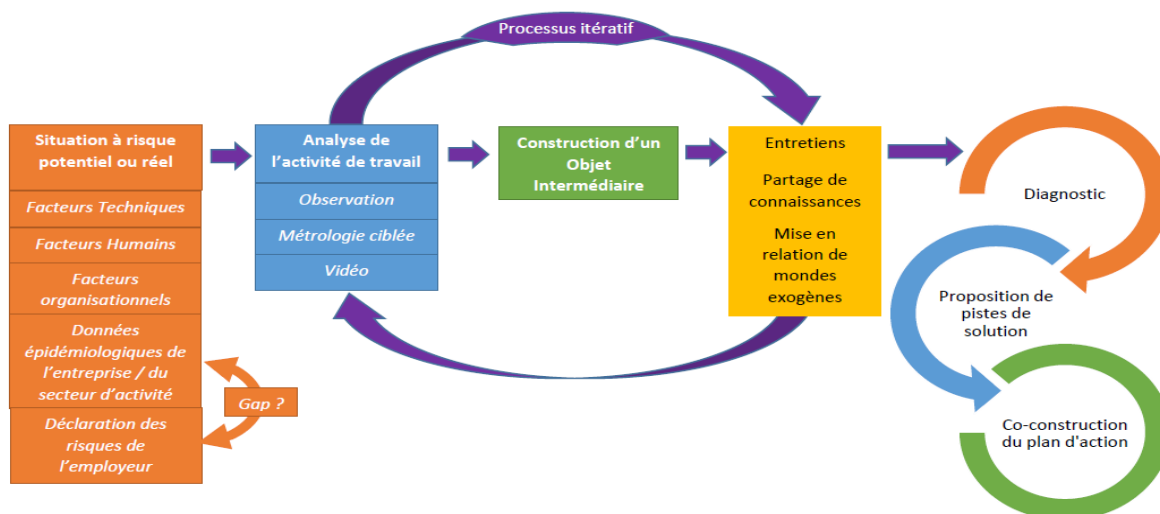 Processus itératif
Situation à risque
potentiel ou réel
Facteurs Techniques
Facteurs Humains
Facteurs
organisationnels
Données
épidémiologiques de
l'entreprise / du
secteur d'activité
Déclaration des
risques de
l'employeur
Gap ?
Analyse de
l'activité de travail
Observation
Métrologie ciblée
Vidéo
Construction d'un
Objet
Intermédiaire
Entretiens
Partage de
connaissances
Mise en
relation de
mondes
exogènes
Diagnostic
Proposition de
pistes de
solution
Co-construction
du plan d'action